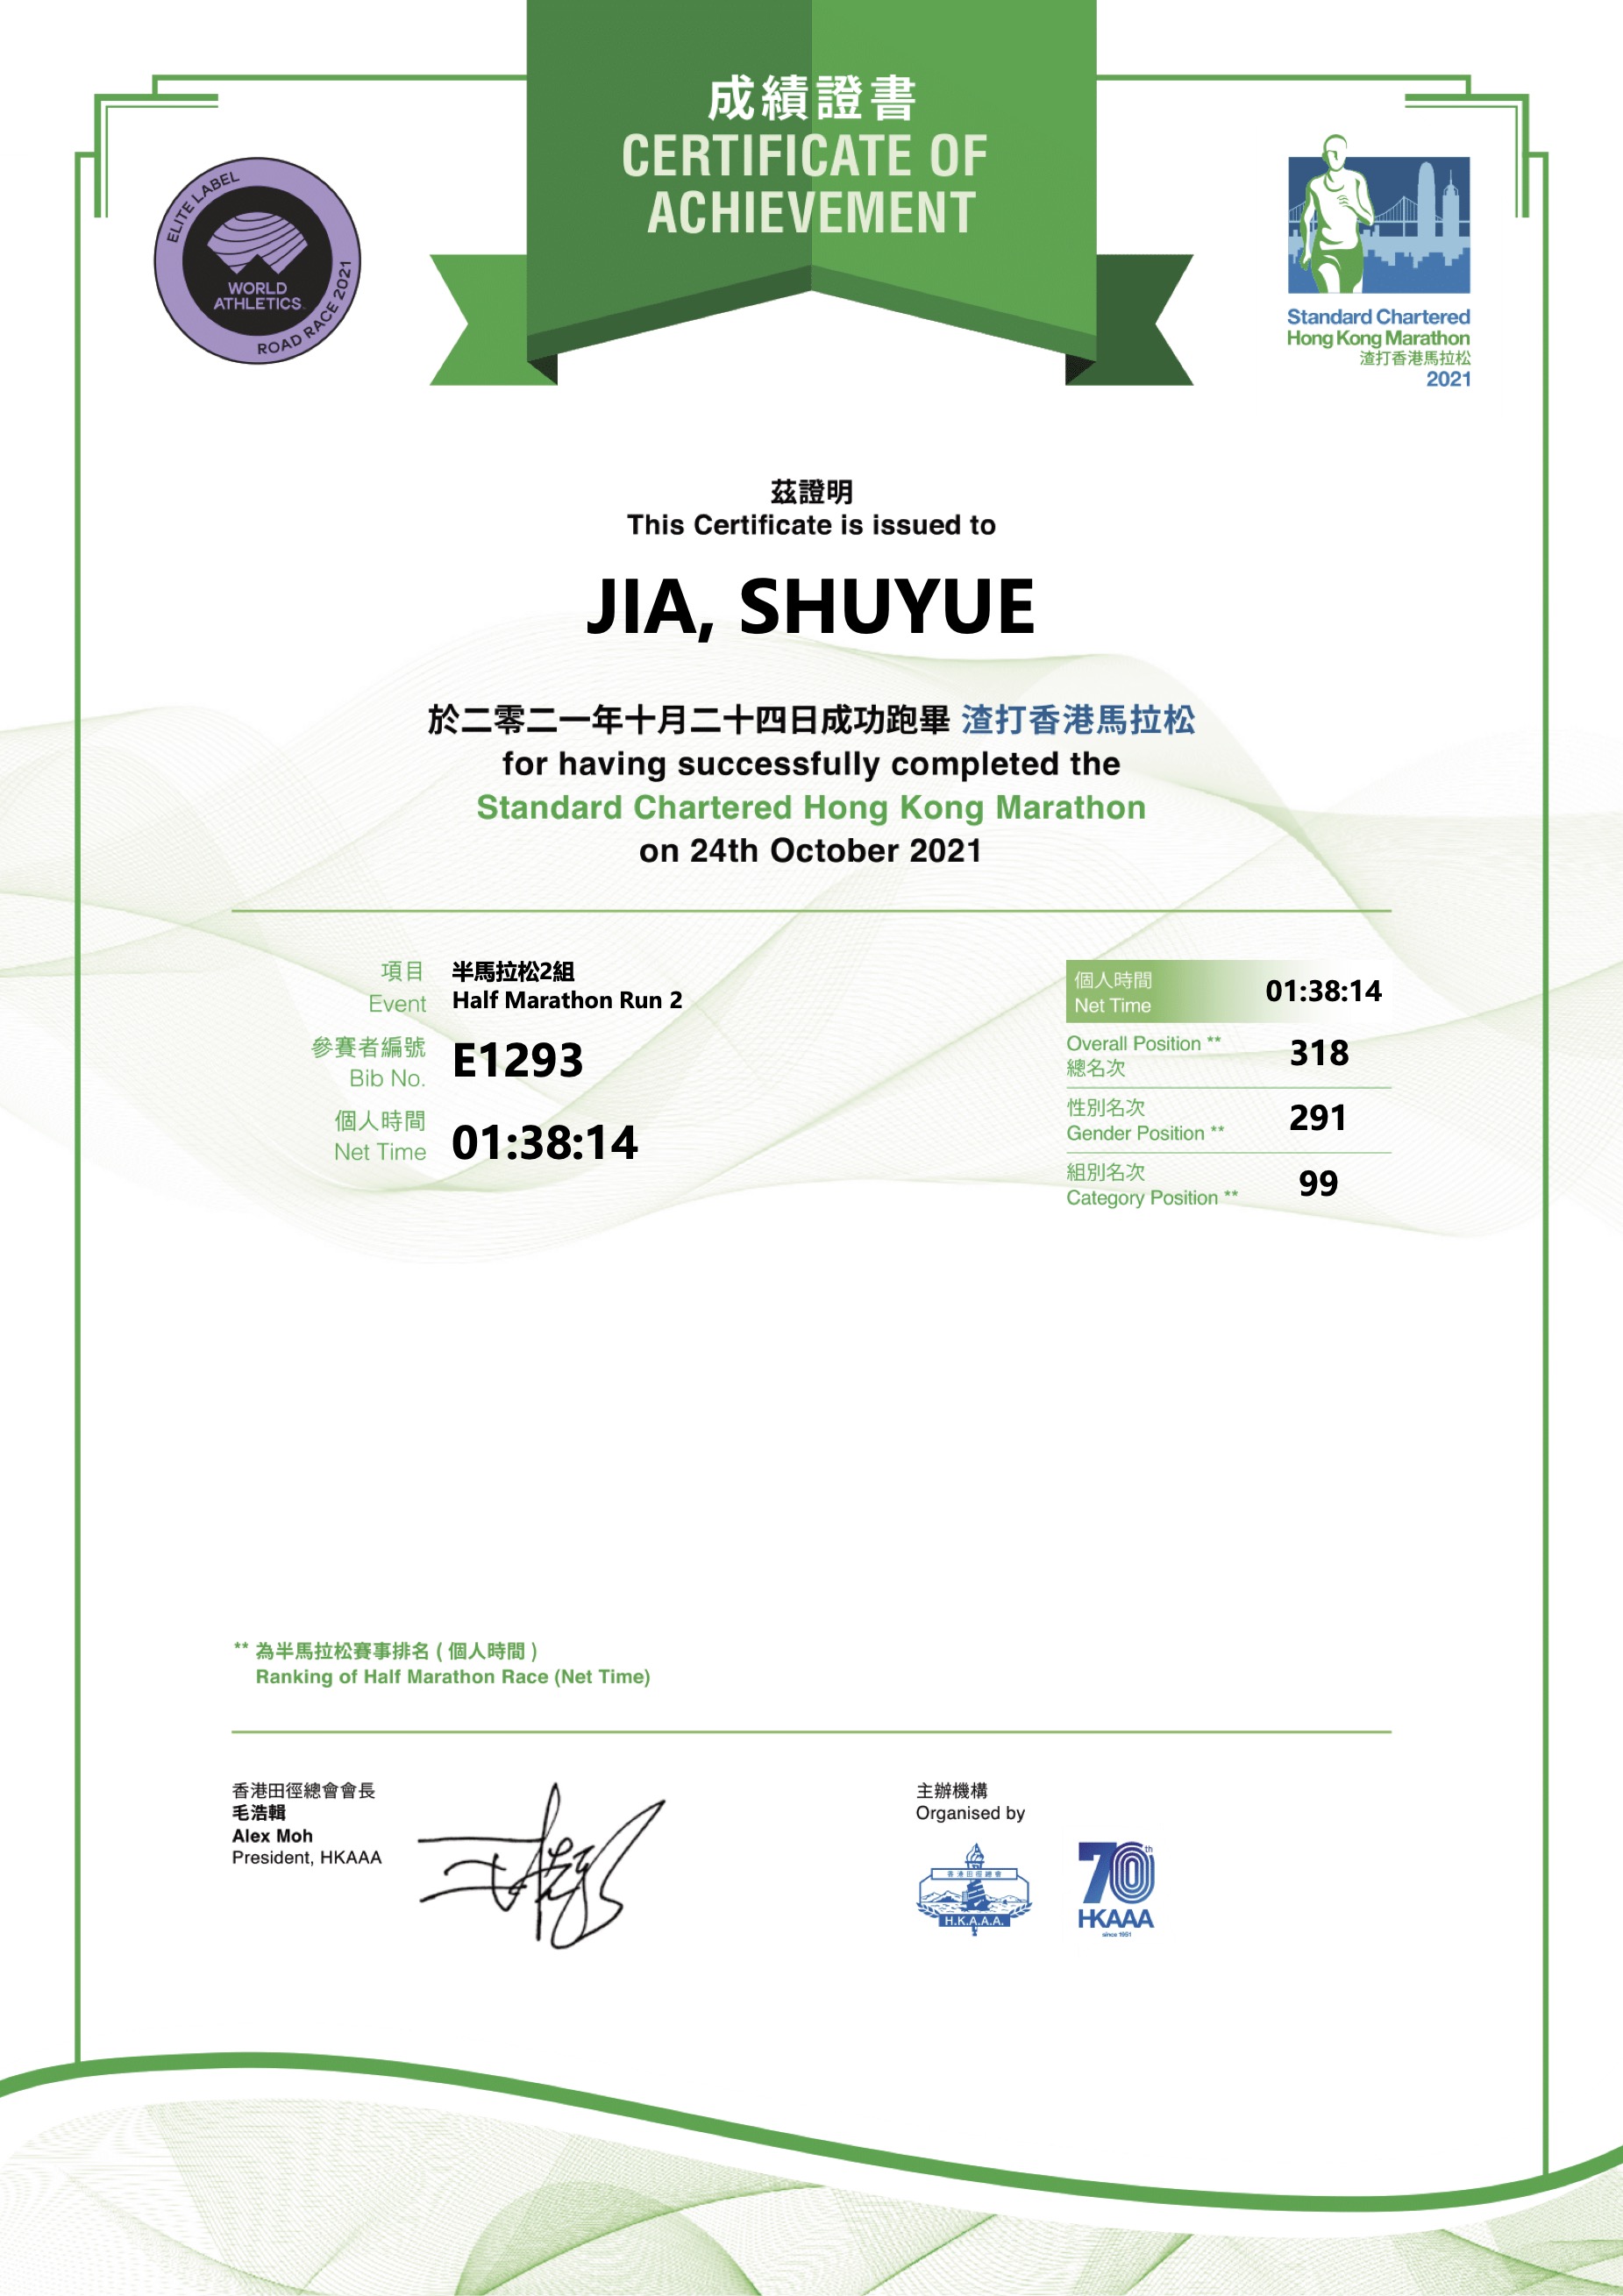 成績證書
CERTIFICATE OF
ACHIEVEMENT
ELITE LABEL
WORLD
ATHLETICS
ROAD RACE 2021
Standard Chartered
Hong Kong Marathon
渣打香港馬拉松
2021
茲證明
This Certificate is issued to
JIA, SHUYUE
於二零二一年十月二十四日成功跑畢 渣打香港馬拉松
for having successfully completed the
Standard Chartered Hong Kong Marathon
on 24th October 2021
項目 半馬拉松2組
Event Half Marathon Run 2
參賽者編號
Bib No. E1293
個人時間
Net Time 01:38:14
個人時間
Net Time 01:38:14
Overall Position ** 318
總名次
性別名次
Gender Position ** 291
組別名次
Category Position ** 99
** 為半馬拉松賽事排名 ( 個人時間 )
Ranking of Half Marathon Race (Net Time)
香港田徑總會會長
毛浩輯
Alex Moh
President, HKAAA
主辦機構
Organised by
香港田徑總會
H.K.A.A.A.
70th
HKAAA
since 1951